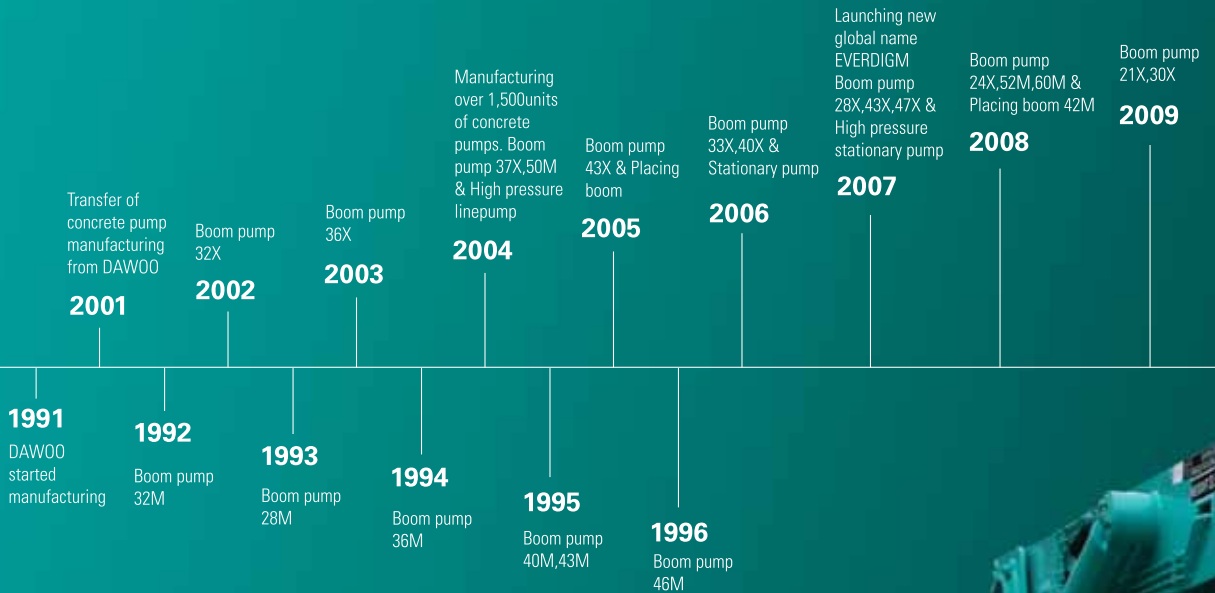 Transfer of
concrete pump
manufacturing
from DAWOO
2001
Boom pump
32X
2002
Boom pump
36X
2003
Manufacturing
over 1,500units
of concrete
pumps. Boom
pump 37X,50M
& High pressure
linepump
2004
Boom pump
43X & Placing
boom
2005
Boom pump
33X,40X &
Stationary pump
2006
Launching new
global name
EVERDIGM
Boom pump
28X,43X,47X &
High pressure
stationary pump
2007
Boom pump
24X,52M,60M &
Placing boom 42M
2008
Boom pump
21X,30X
2009
1991
DAWOO
started
manufacturing
1992
Boom pump
32M
1993
Boom pump
28M
1994
Boom pump
36M
1995
Boom pump
40M,43M
1996
Boom pump
46M